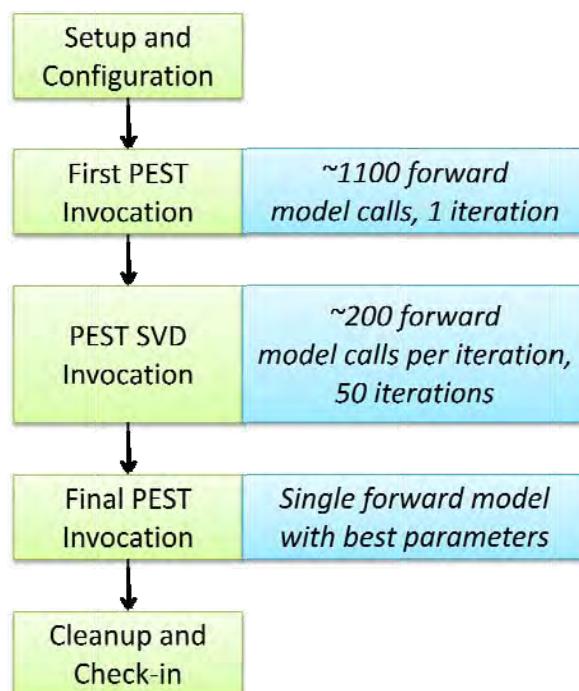 Setup and
Configuration
First PEST
Invocation
~1100 forward
model calls, 1 iteration
PEST SVD
Invocation
~200 forward
model calls per iteration,
50 iterations
Final PEST
Invocation
Single forward model
with best parameters
Cleanup and
Check-in